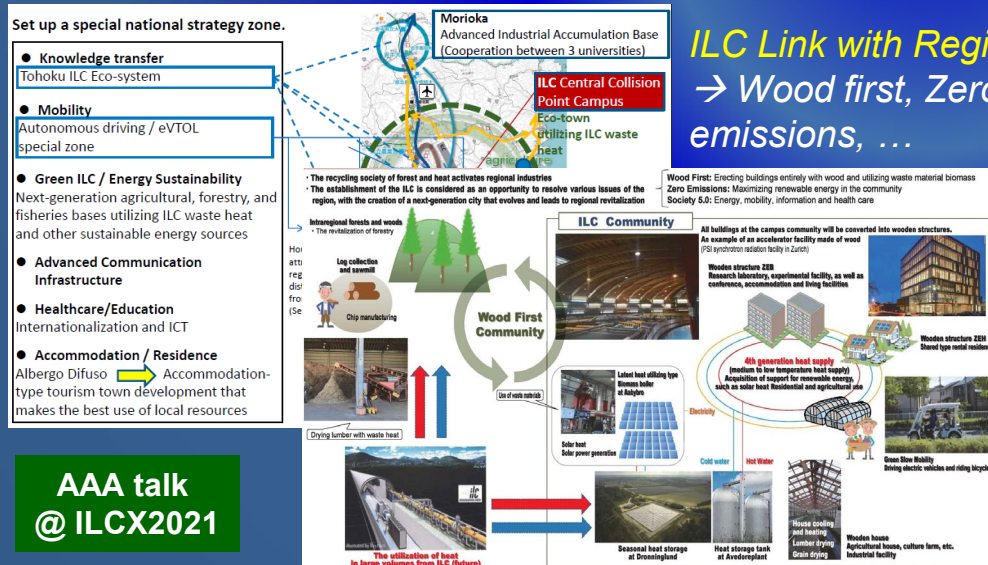 Set up a special national strategy zone.
● Knowledge transfer
Tohoku ILC Eco-system
● Mobility
Autonomous driving / eVTOL
special zone
● Green ILC / Energy Sustainability
Next-generation agricultural, forestry, and
fisheries bases utilizing ILC waste heat
and other sustainable energy sources
● Advanced Communication
Infrastructure
● Healthcare/Education
Internationalization and ICT
● Accommodation / Residence
Albergo Difuso Accommodation-
type tourism town development that
makes the best use of local resources
AAA talk
@ ILCX2021
Morioka
Advanced Industrial Accumulation Base
(Cooperation between 3 universities)
ILC Central Collision
Point Campus
Eco-town
utilizing ILC waste
heat
agriculture
ILC Link with Regi
→ Wood first, Zero
emissions, …
・The recycling society of forest and heat activates regional industries
・The establishment of the ILC is considered as an opportunity to resolve various issues of the
region, with the creation of a next-generation city that evolves and leads to regional revitalization
Wood First: Erecting buildings entirely with wood and utilizing waste material biomass
Zero Emissions: Maximizing renewable energy in the community
Society 5.0: Energy, mobility, information and health care
Intraregional forests and woods
・The revitalization of forestry
Hou
attr
reg
dist
fro
(Se
Log collection
and sawmill
Chip manufacturing
Wood First
Community
Drying lumber with waste heat
ilc
The utilization of heat
in large volumes from ILC (future)
ILC Community
All buildings at the campus community will be converted into wooden structures.
An example of an accelerator facility made of wood
(PSI synchrotron radiation facility in Zurich)
Wooden structure ZEB
Research laboratory, experimental facility, as well as
conference, accommodation and living facilities
Wooden structure ZEH
Shared type rental residence
4th generation heat supply
(medium to low temperature heat supply)
Acquisition of support for renewable energy,
such as solar heat Residential and agricultural use
Use of waste materials
Latent heat utilizing type
Biomass boiler
at Aakybro
Solar heat
Solar power generation
Electricity
Cold water
Hot Water
Green Slow Mobility
Driving electric vehicles and riding bicycle
Seasonal heat storage
at Dronninglund
Heat storage tank
at Avedoreplant
House cooling
and heating
Lumber drying
Grain drying
Wooden house
Agricultural house, culture farm, etc.
Industrial facility